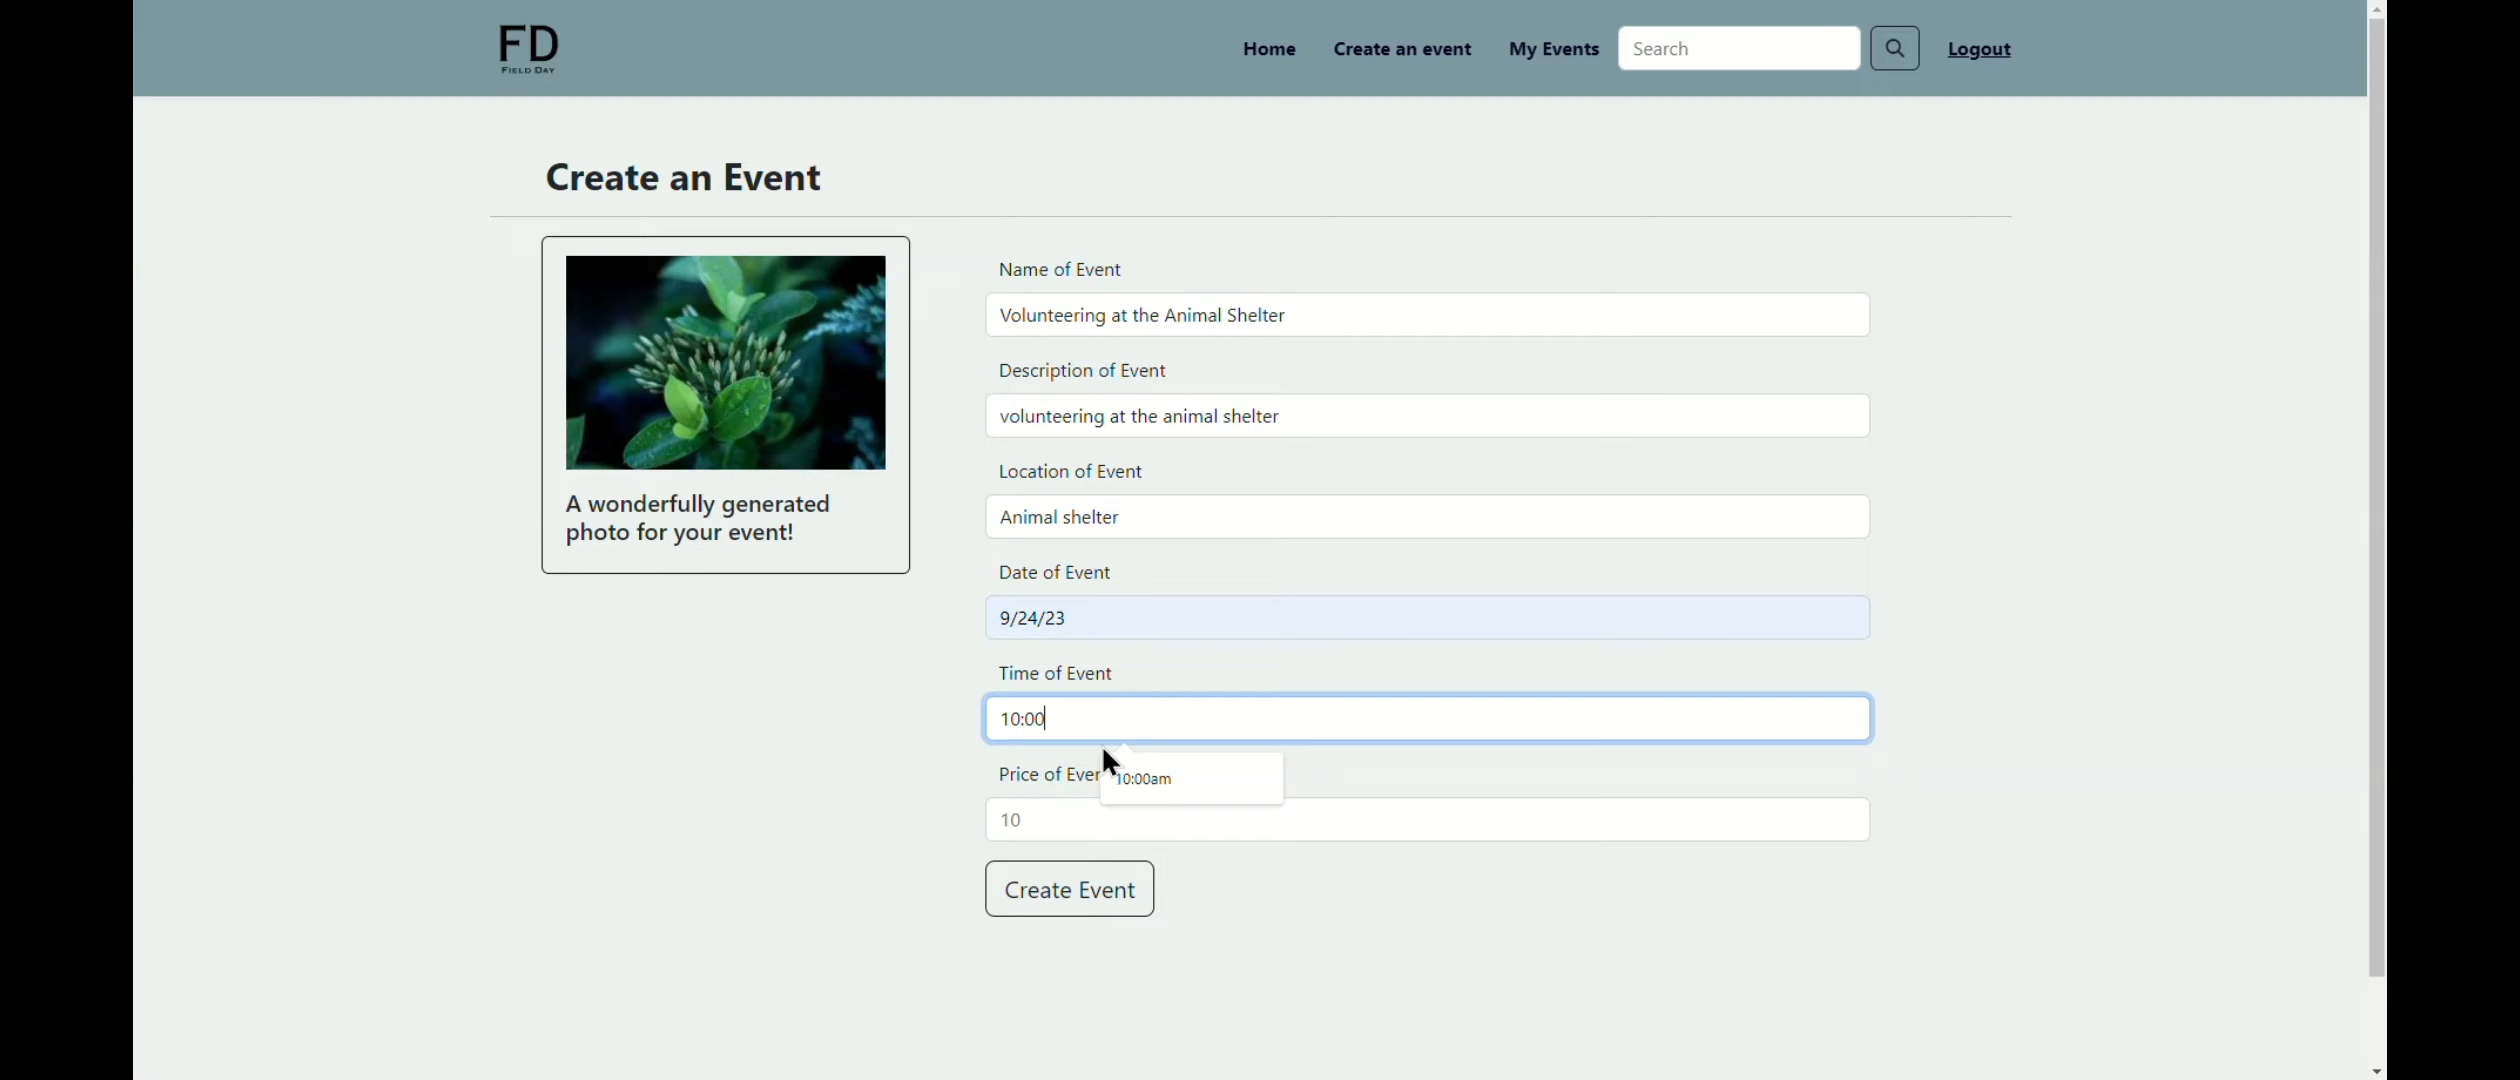 FD
FIELD DAY
Home
Create an event
My Events
Search
Logout
Create an Event
A wonderfully generated
photo for your event!
Name of Event
Volunteering at the Animal Shelter
Description of Event
volunteering at the animal shelter
Location of Event
Animal shelter
Date of Event
9/24/23
Time of Event
10:00
10:00am
Price of
10
Create Event